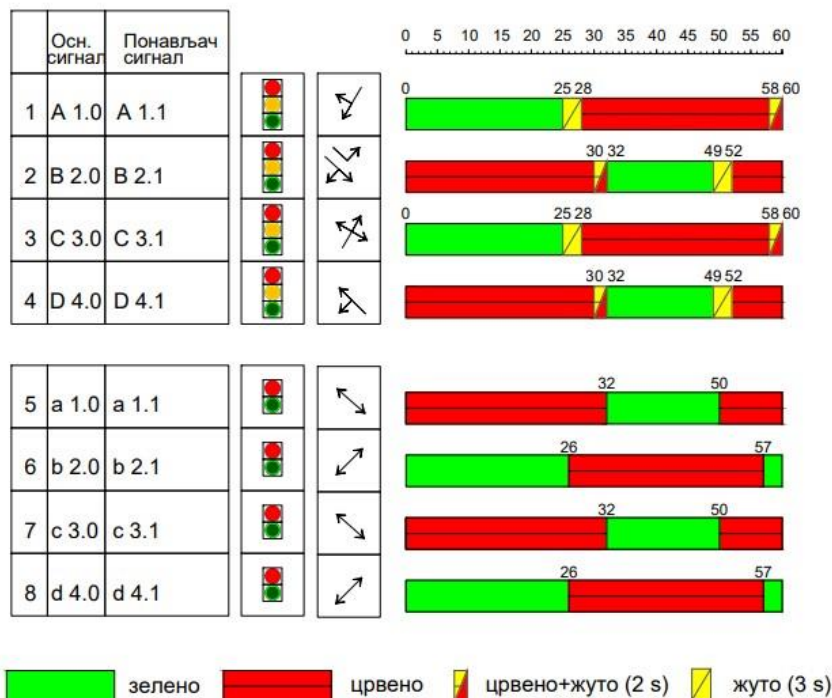 Осн. сигнал Понављач сигнал
0 5 10 15 20 25 30 35 40 45 50 55 60
1 A 1.0 A 1.1 0 25 28 58 60
2 B 2.0 B 2.1 30 32 49 52
3 C 3.0 C 3.1 0 25 28 58 60
4 D 4.0 D 4.1 30 32 49 52
5 a 1.0 a 1.1 32 50
6 b 2.0 b 2.1 26 57
7 c 3.0 c 3.1 32 50
8 d 4.0 d 4.1 26 57
зелено црвено црвено+жуто (2 s) жуто (3 s)